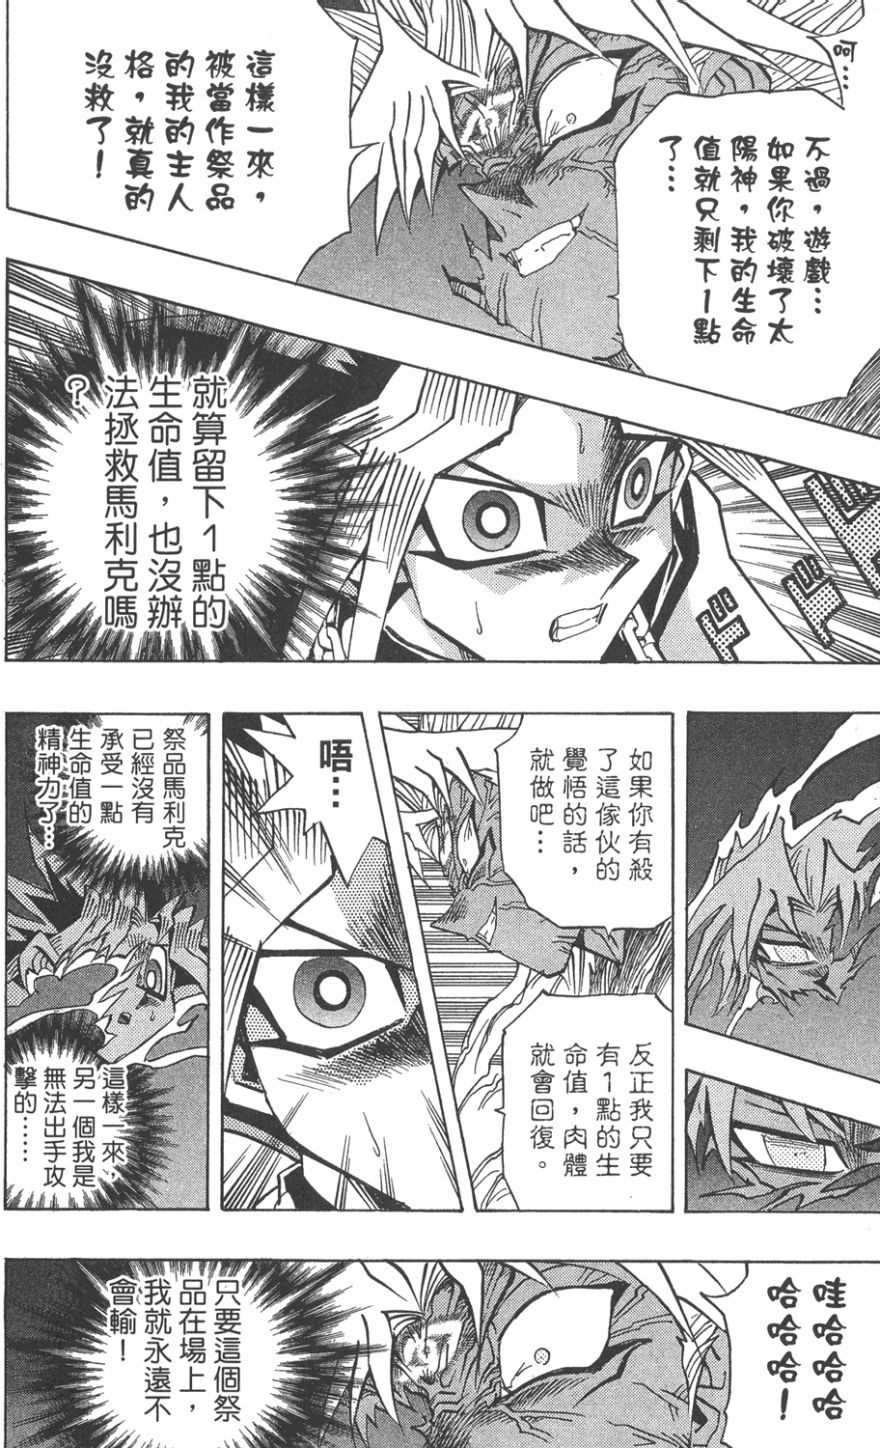 呵…
不過，遊戲…
如果你破壞了太
陽神，我的生命
值就只剩下1點
了…
這樣一來，
被當作祭品
的我的主人
格，就真的
沒救了！
ドドド
就算留下1點的
生命值，也沒辦
法拯救馬利克嗎
？
如果你有殺
了這傢伙的
覺悟的話，
就做吧…
反正我只要
有1點的生
命值，肉體
就會回復。
唔…
祭品馬利克
已經沒有
承受一點
生命值的
精神力了…
這樣一來，
另一個我是
無法出手攻
擊的……
哇哈哈哈
哈哈哈！
只要這個祭
品在場上，
我就永遠不
會輸！